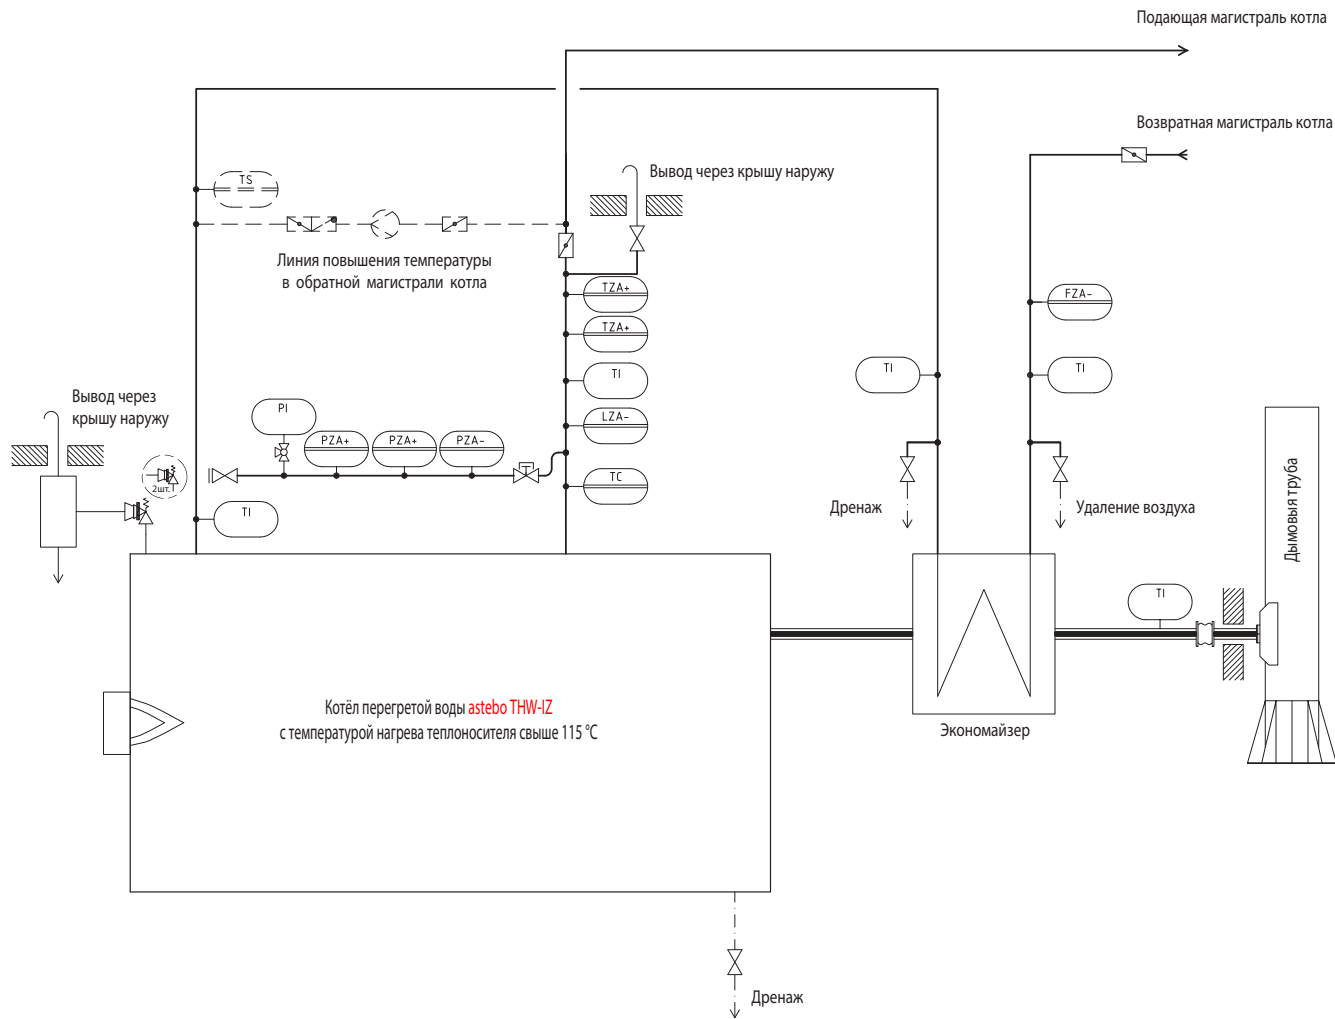 Подающая магистраль котла
Возвратная магистраль котла
Вывод через крышу наружу
TS
Линия повышения температуры
в обратной магистрали котла
TZA+
FZA-
TZA+
TI
TI
TI
Вывод через
крышу наружу
PI
LZA-
PZA+
PZA+
PZA-
2шт.
TC
TI
Дренаж
Удаление воздуха
Дымовыя труба
TI
Котёл перегретой воды astebo THW-IZ
с температурой нагрева теплоносителя свыше 115 °C
Экономайзер
Дренаж